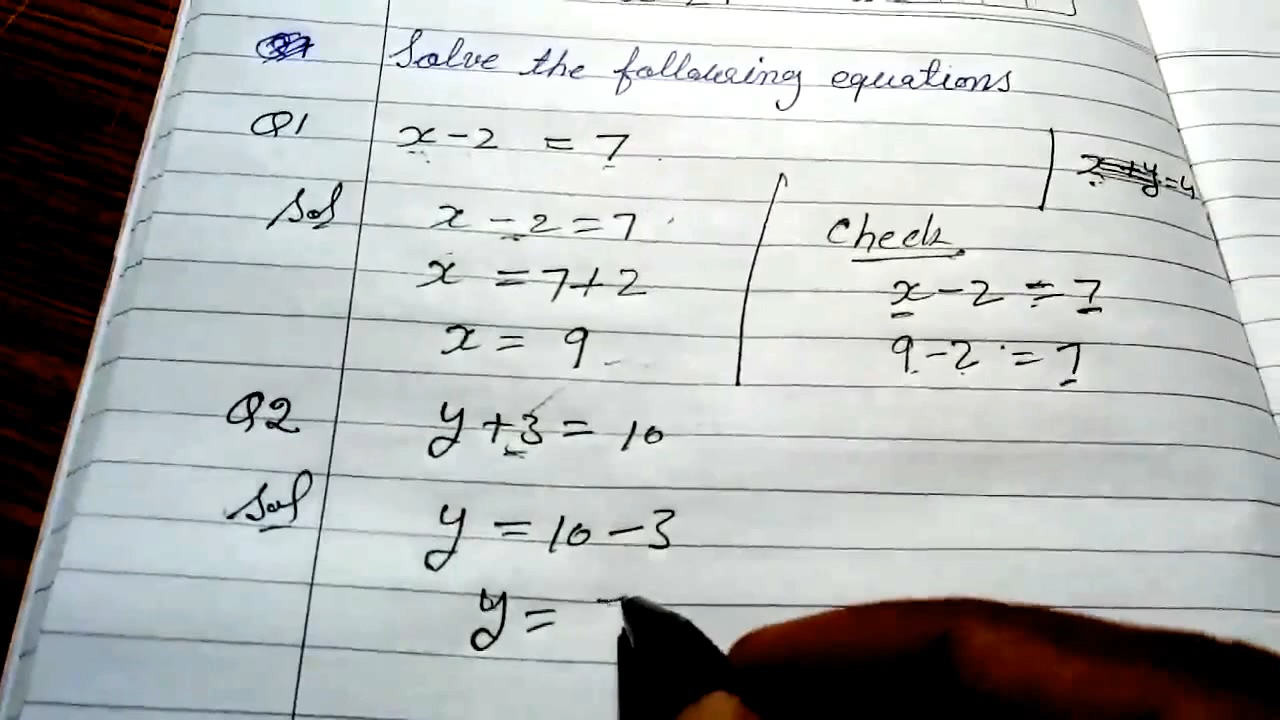 Solve the following equations
Q1 x - 2 = 7
Sol x - 2 = 7
x = 7 + 2
x = 9
Check
x - 2 = 7
9 - 2 = 7
Q2 y + 3 = 10
Sol y = 10 - 3
y =